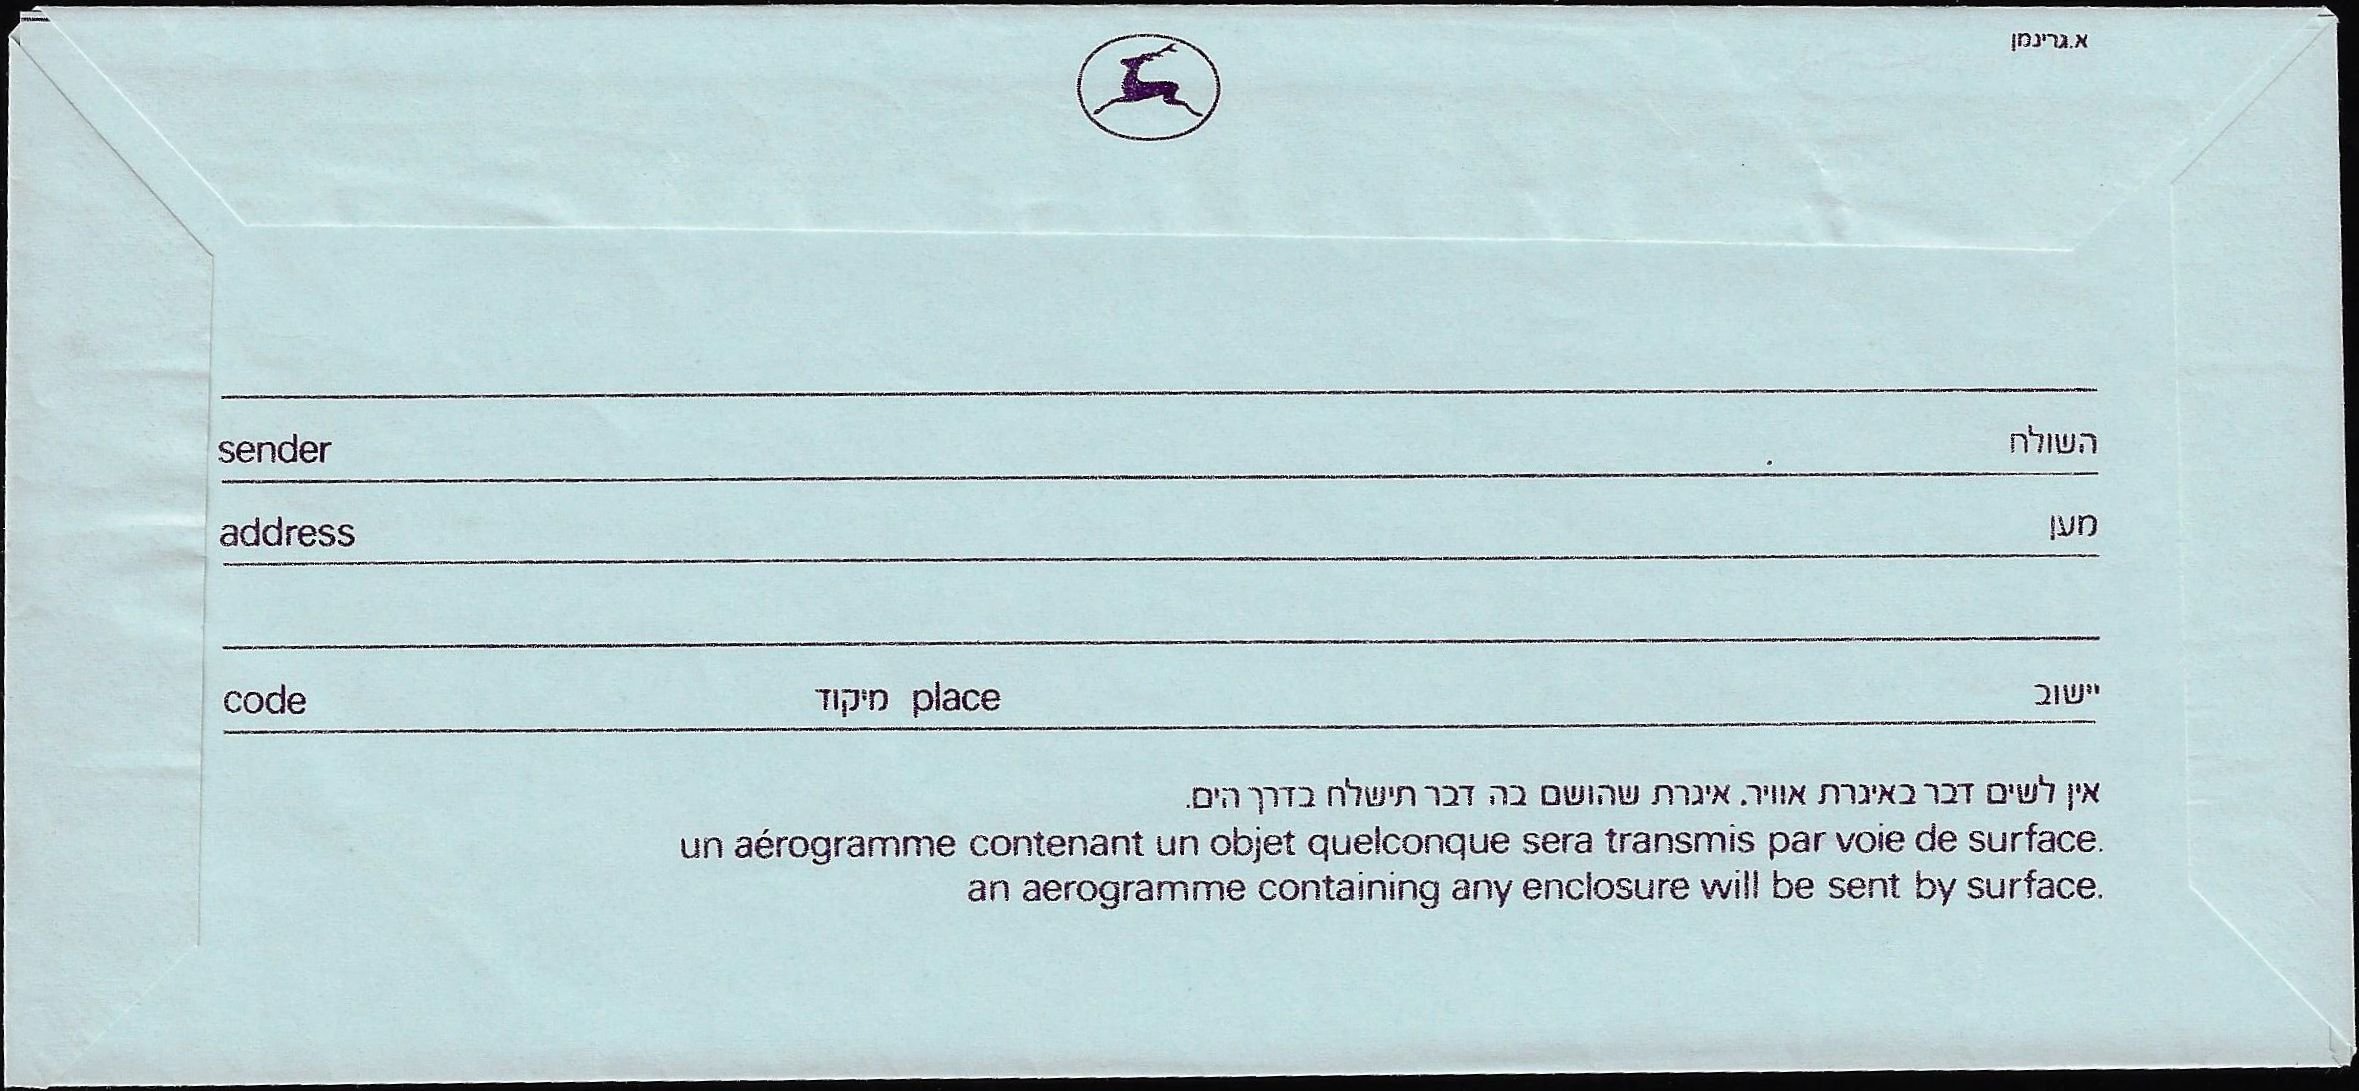 א.גרינמן
sender השולח
address מען
code מיקוד place יישוב
אין לשים דבר באיגרת אוויר. איגרת שהושם בה דבר תישלח בדרך הים.
un aérogramme contenant un objet quelconque sera transmis par voie de surface.
an aerogramme containing any enclosure will be sent by surface.